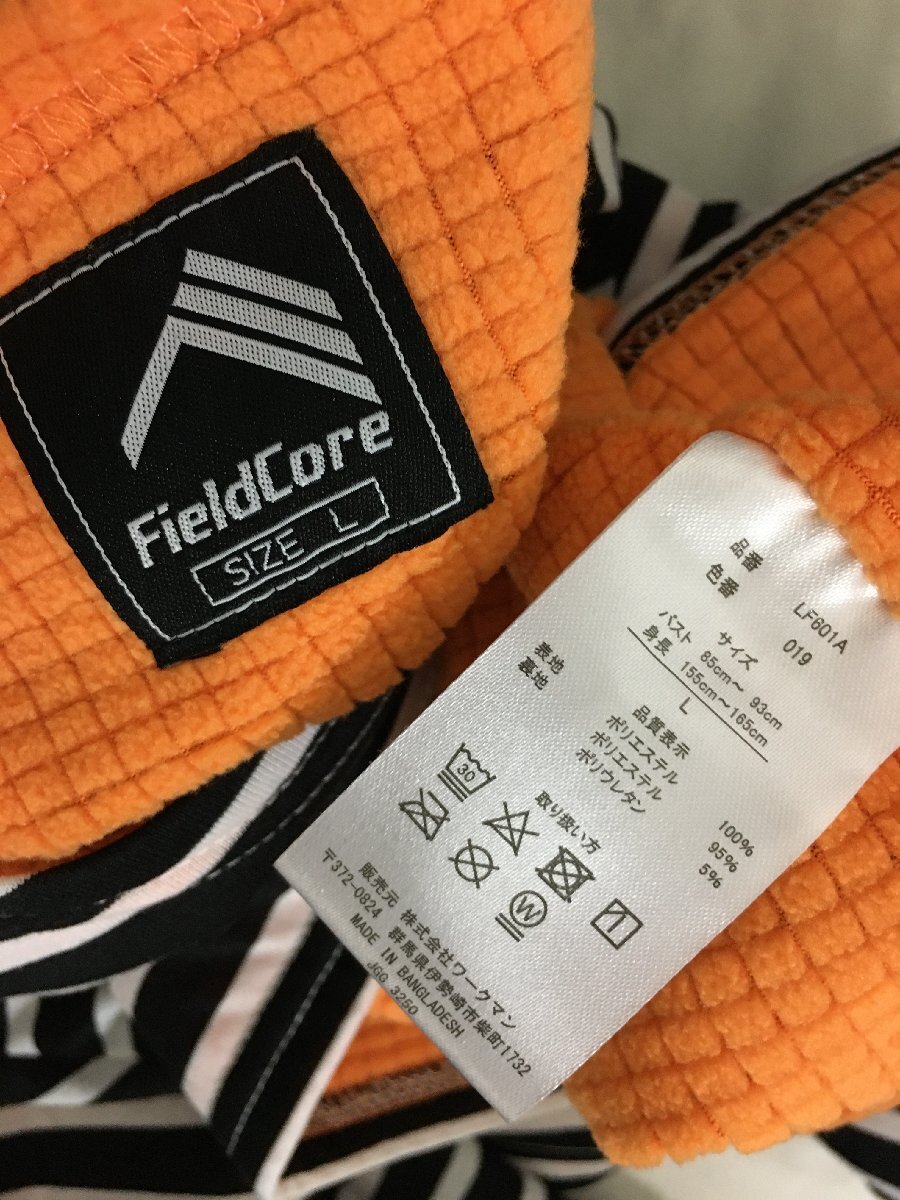 FieldCore
SIZE L
品番 LF601A
色番 019
サイズ
バスト 85cm～ 93cm
身長 155cm～165cm
L
品質表示
表地 ポリエステル 100%
裏地 ポリエステル 95%
ポリウレタン 5%
取り扱い方
30
W
販売元 株式会社ワークマン
〒372-0824 群馬県伊勢崎市柴町1732
MADE IN BANGLADESH
JGG 3250